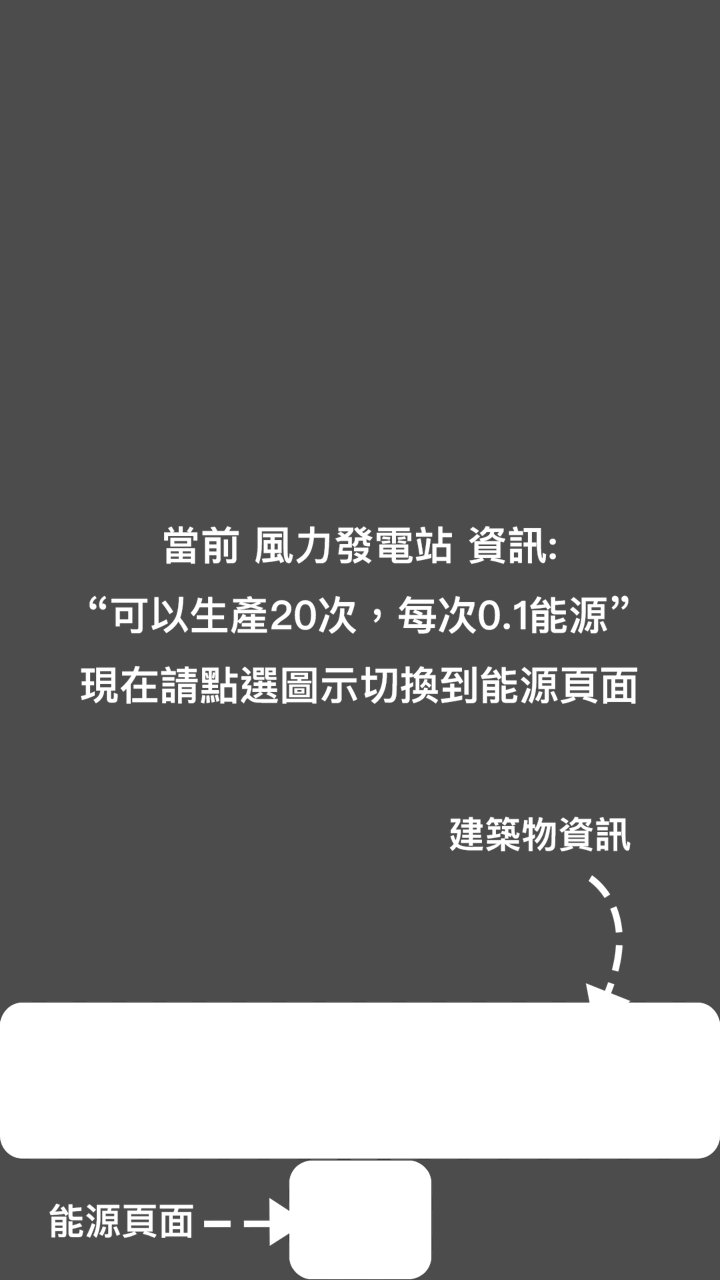 當前 風力發電站 資訊:
“可以生產20次，每次0.1能源”
現在請點選圖示切換到能源頁面
建築物資訊
能源頁面